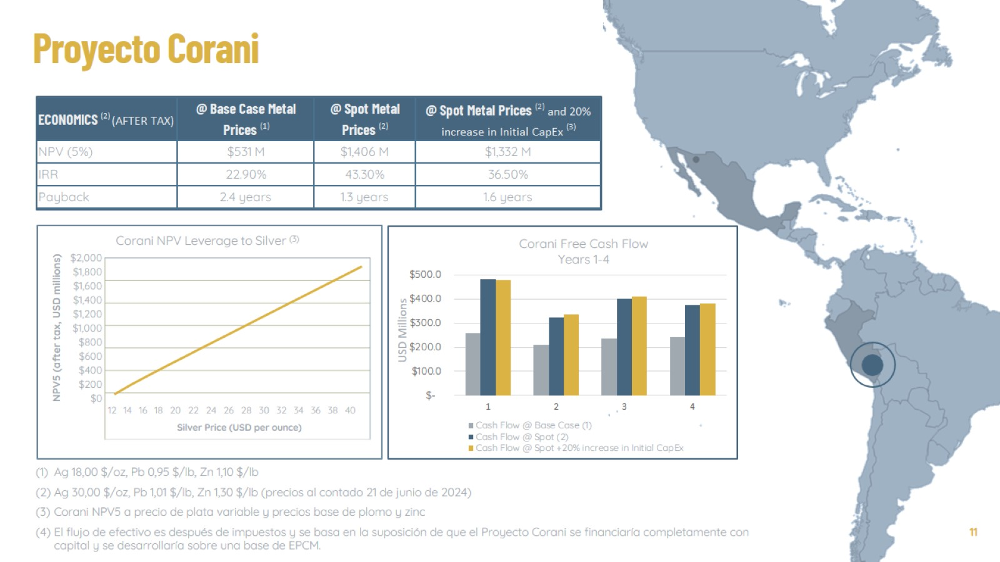 Proyecto Corani
ECONOMICS (2) (AFTER TAX)
@ Base Case Metal
Prices (1)
@ Spot Metal
Prices (2)
@ Spot Metal Prices (2) and 20%
increase in Initial CapEx (3)
NPV (5%) $531 M $1,406 M $1,332 M
IRR 22.90% 43.30% 36.50%
Payback 2.4 years 1.3 years 1.6 years
Corani NPV Leverage to Silver (3)
NPV5 (after tax, USD millions)
$2,000
$1,800
$1,600
$1,400
$1,200
$1,000
$800
$600
$400
$200
$0
12 14 16 18 20 22 24 26 28 30 32 34 36 38 40
Silver Price (USD per ounce)
Corani Free Cash Flow
Years 1-4
USD Millions
$500.0
$400.0
$300.0
$200.0
$100.0
$-
1 2 3 4
Cash Flow @ Base Case (1)
Cash Flow @ Spot (2)
Cash Flow @ Spot +20% increase in Initial CapEx
(1) Ag 18,00 $/oz, Pb 0,95 $/lb, Zn 1,10 $/lb
(2) Ag 30,00 $/oz, Pb 1,01 $/lb, Zn 1,30 $/lb (precios al contado 21 de junio de 2024)
(3) Corani NPV5 a precio de plata variable y precios base de plomo y zinc
(4) El flujo de efectivo es después de impuestos y se basa en la suposición de que el Proyecto Corani se financiaría completamente con
capital y se desarrollaría sobre una base de EPCM.
11